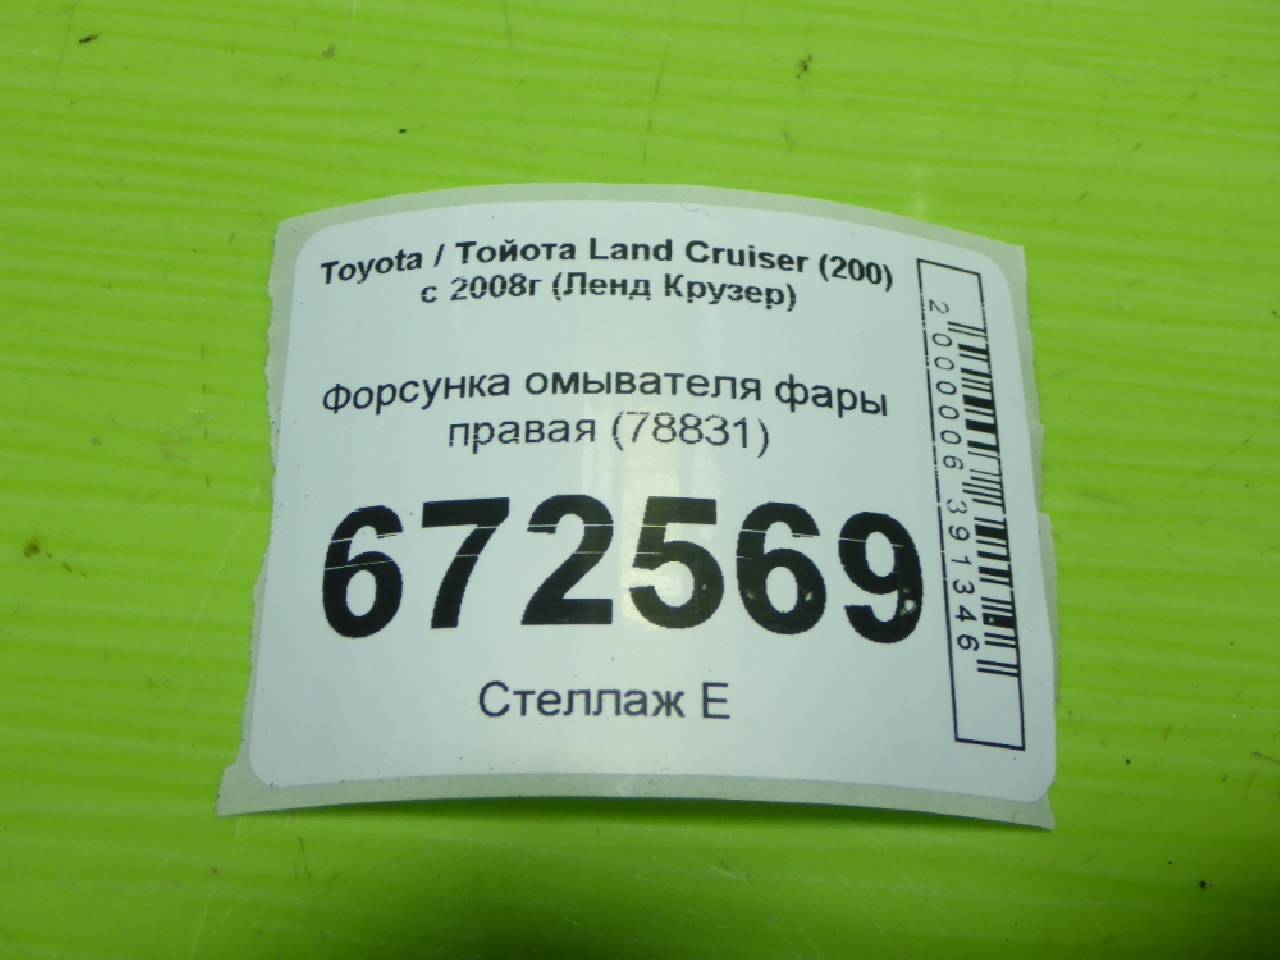 Toyota / Тойота Land Cruiser (200)
с 2008г (Ленд Крузер)
Форсунка омывателя фары
правая (78831)
672569
Стеллаж Е
2000006391346